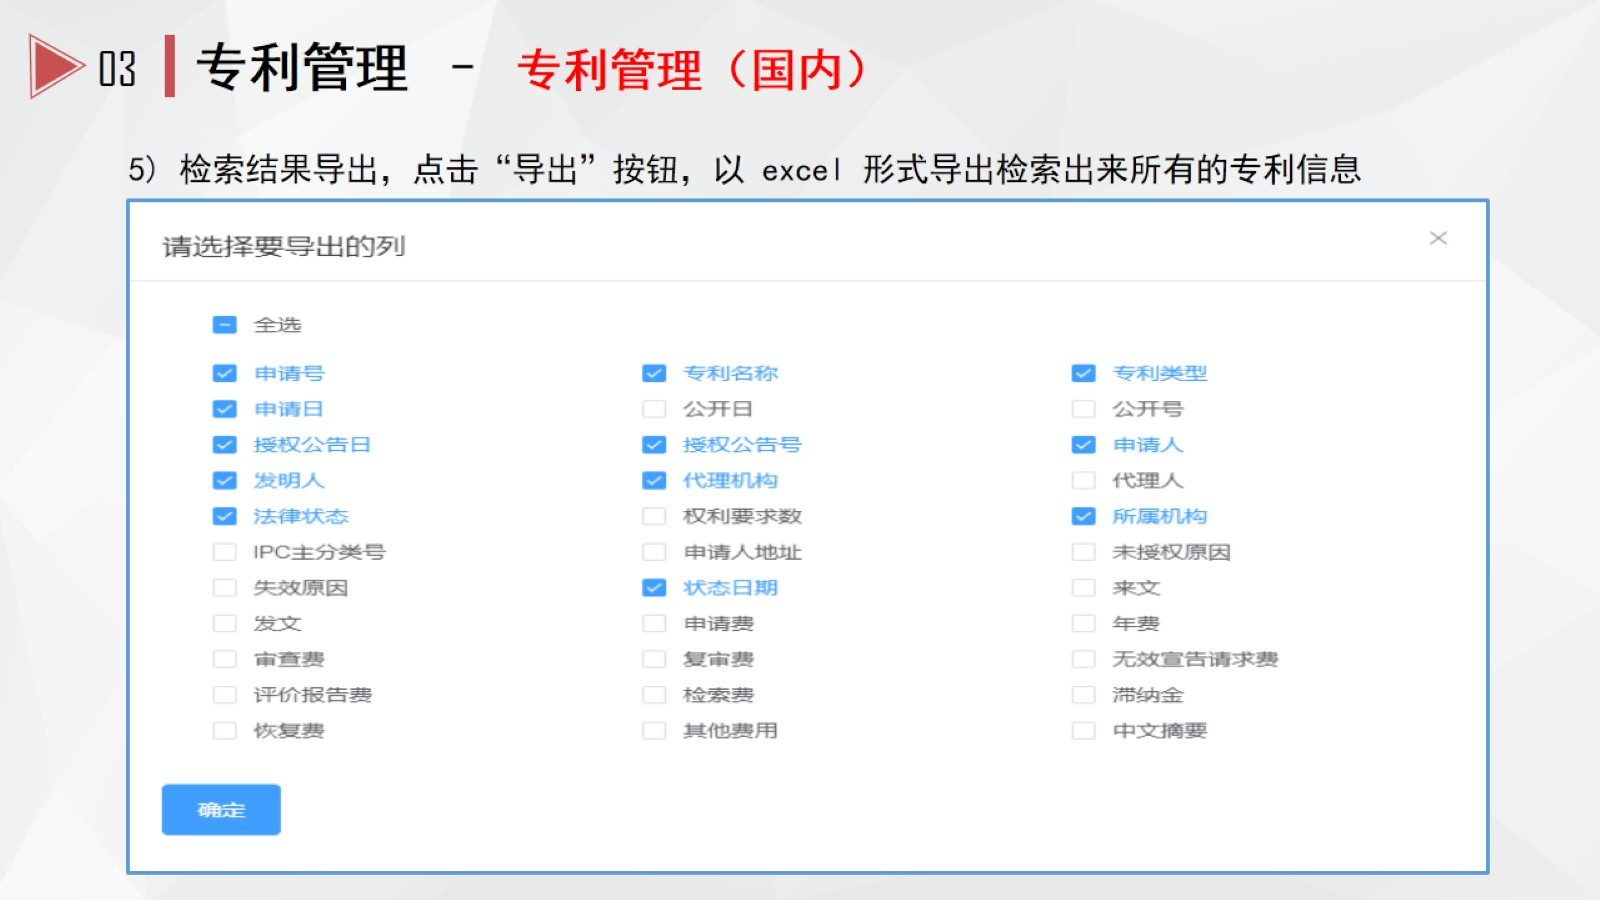 03 专利管理 - 专利管理（国内）
5）检索结果导出，点击“导出”按钮，以 excel 形式导出检索出来所有的专利信息
请选择要导出的列
全选
申请号 专利名称 专利类型
申请日 公开日 公开号
授权公告日 授权公告号 申请人
发明人 代理机构 代理人
法律状态 权利要求数 所属机构
IPC主分类号 申请人地址 未授权原因
失效原因 状态日期 来文
发文 申请费 年费
审查费 复审费 无效宣告请求费
评价报告费 检索费 滞纳金
恢复费 其他费用 中文摘要
确定